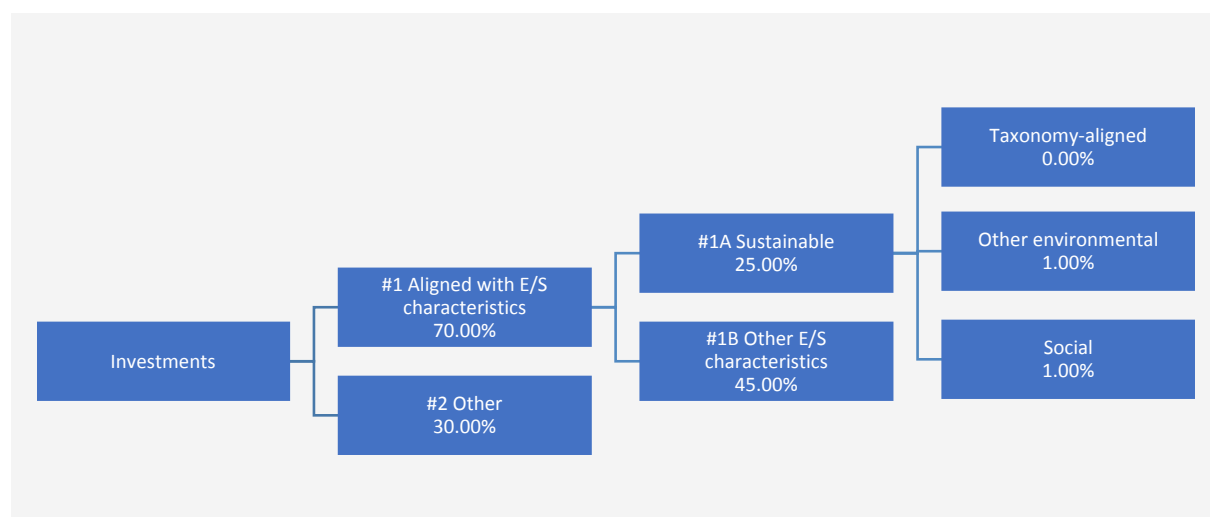 Investments
#1 Aligned with E/S
characteristics
70.00%
#2 Other
30.00%
#1A Sustainable
25.00%
#1B Other E/S
characteristics
45.00%
Taxonomy-aligned
0.00%
Other environmental
1.00%
Social
1.00%